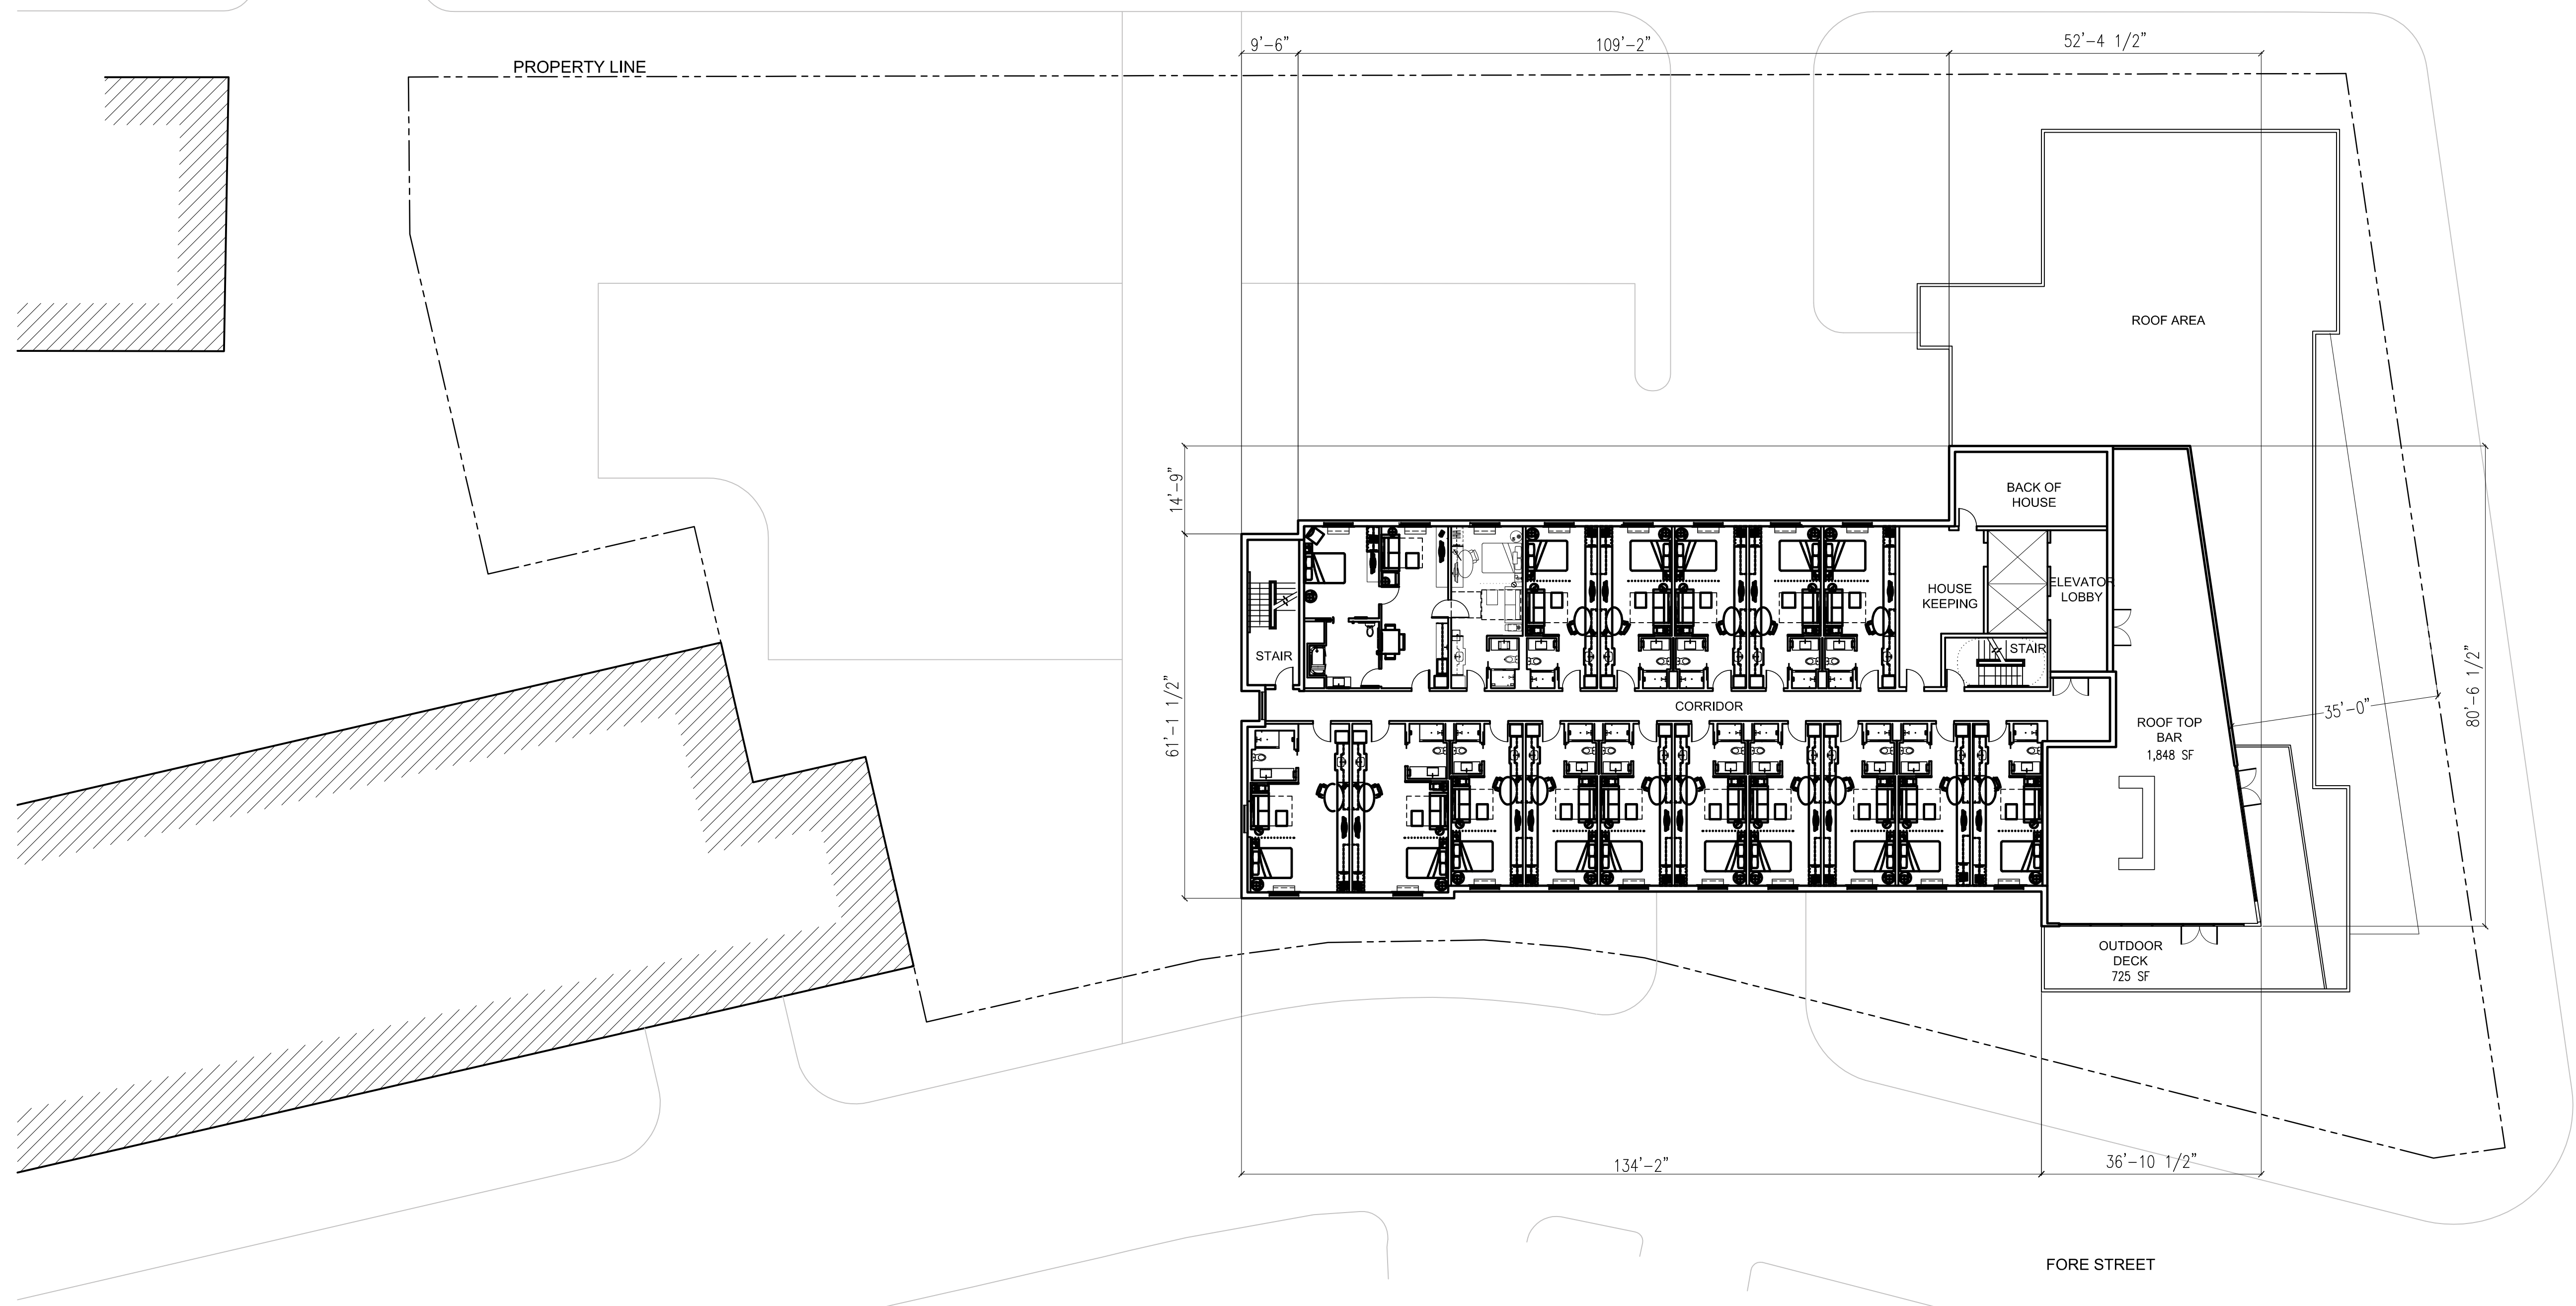 9'-6"
109'-2"
52'-4 1/2"
PROPERTY LINE
ROOF AREA
14'-9"
BACK OF
HOUSE
HOUSE
KEEPING
ELEVATOR
LOBBY
STAIR
STAIR
61'-1 1/2"
CORRIDOR
80'-6 1/2"
35'-0"
ROOF TOP
BAR
1,848 SF
OUTDOOR
DECK
725 SF
134'-2"
36'-10 1/2"
FORE STREET